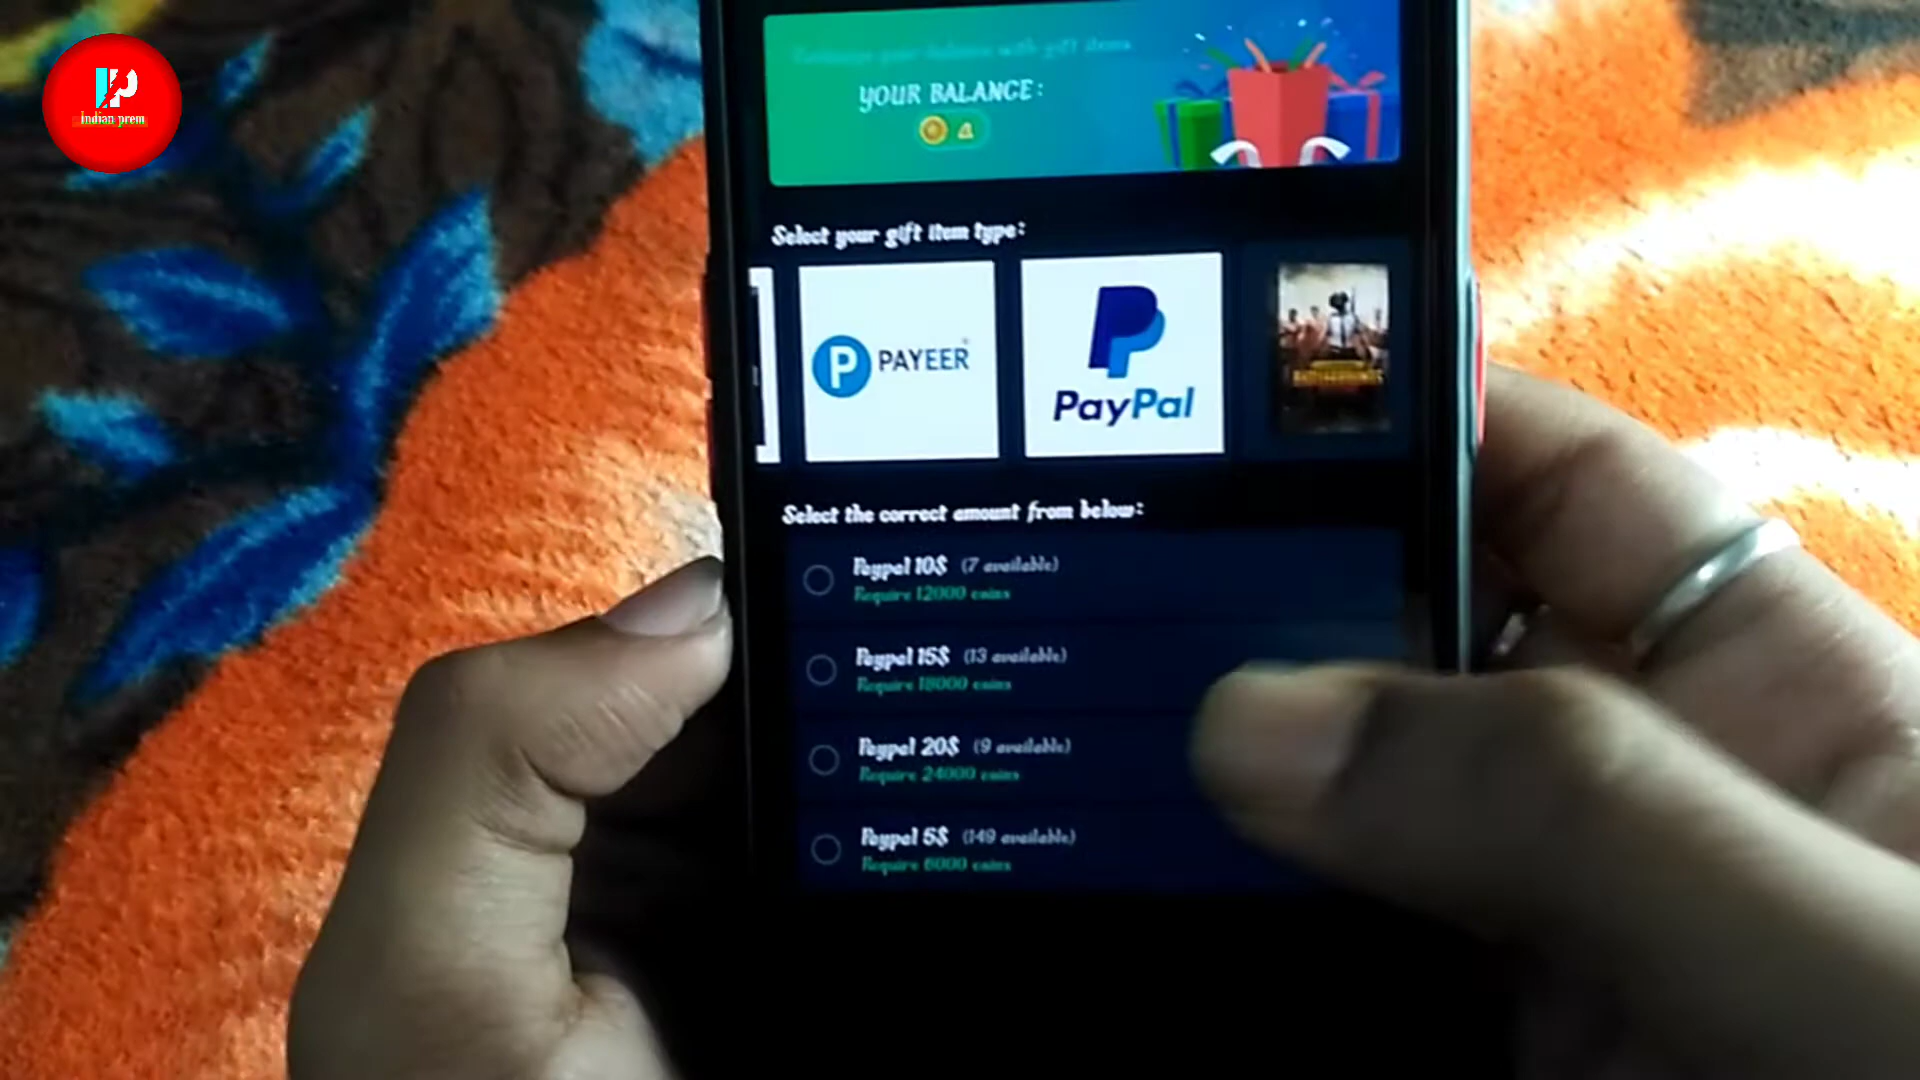 indian prem
YOUR BALANCE:
4
Select your gift item type:
PAYEER
PayPal
Select the correct amount from below:
Paypal 10$ (7 available)
Require 12000 coins
Paypal 15$ (13 available)
Require 18000 coins
Paypal 20$ (9 available)
Require 24000 coins
Paypal 5$ (149 available)
Require 6000 coins